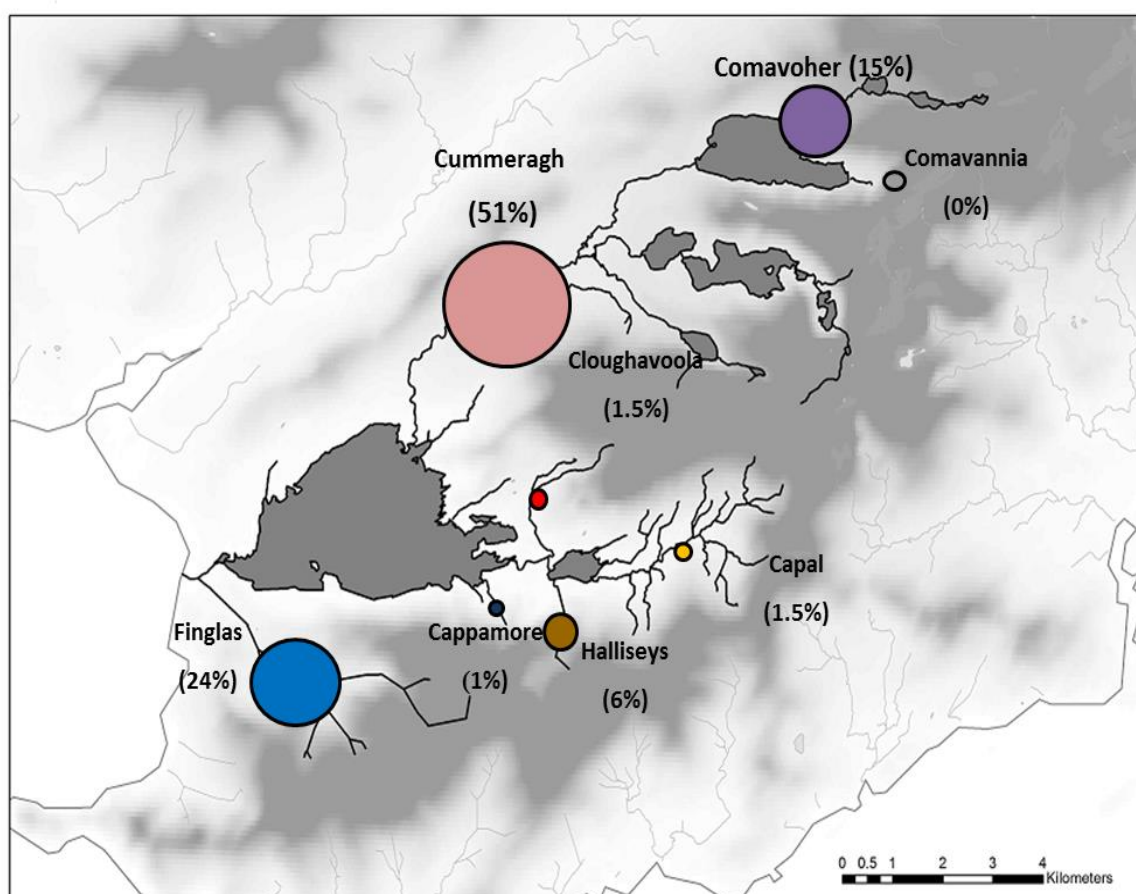 Comavoher (15%)
Cummeragh
(51%)
Comavannia
(0%)
Cloughavoola
(1.5%)
Capal
(1.5%)
Finglas
(24%)
Cappamore
(1%)
Halliseys
(6%)
0 0.5 1 2 3 4
Kilometers